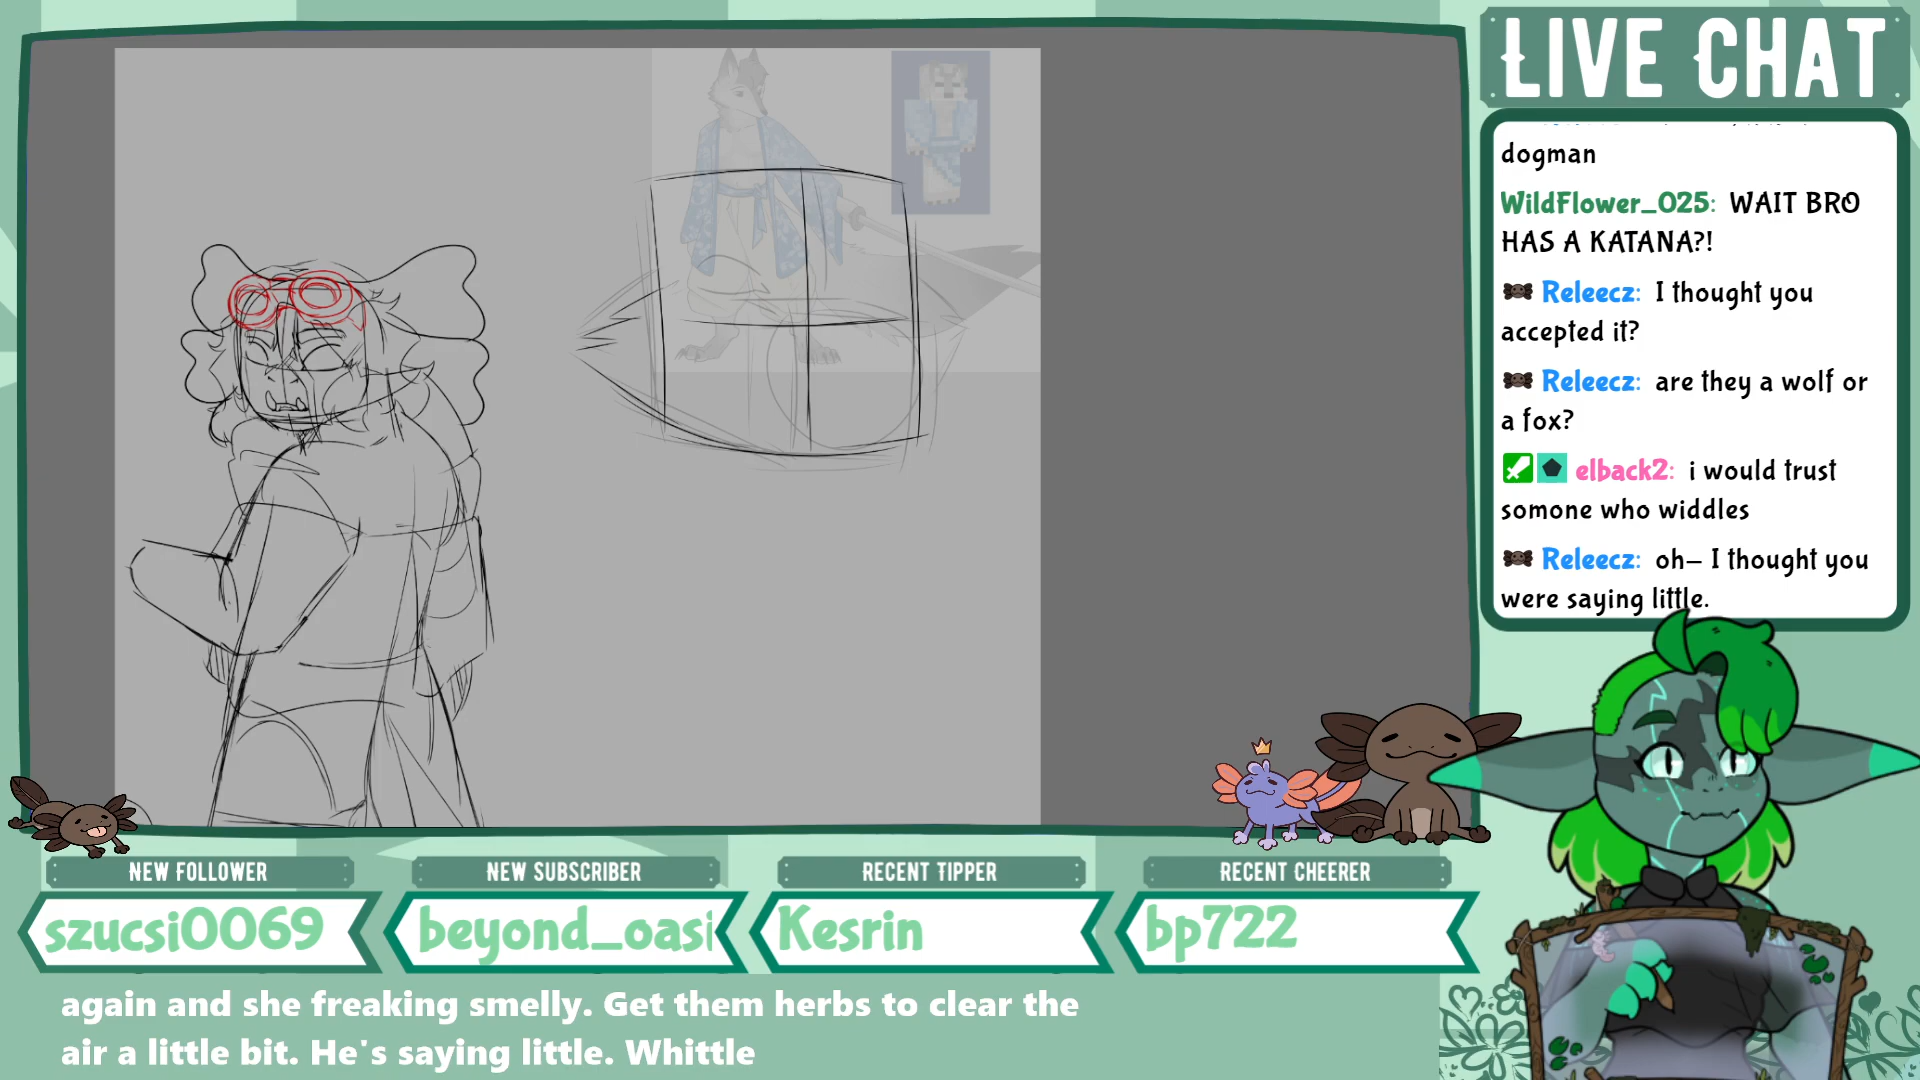 LIVE CHAT
dogman
WildFlower_025: WAIT BRO
HAS A KATANA?!
Releecz: I thought you
accepted it?
Releecz: are they a wolf or
a fox?
elback2: i would trust
somone who widdles
Releecz: oh– I thought you
were saying little.
NEW FOLLOWER
szucsi0069
NEW SUBSCRIBER
beyond_oasi
RECENT TIPPER
Kesrin
RECENT CHEERER
bp722
again and she freaking smelly. Get them herbs to clear the
air a little bit. He's saying little. Whittle